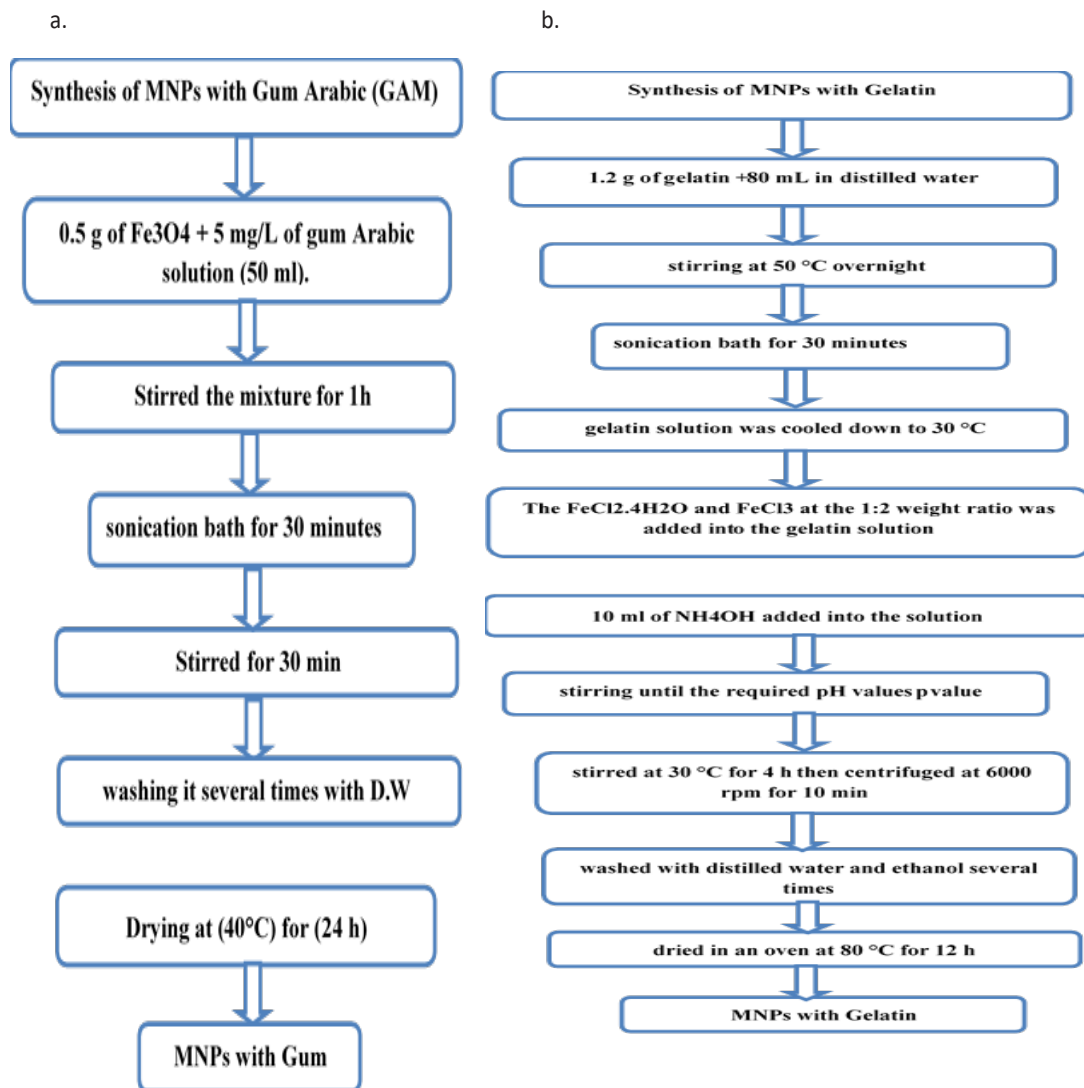 a.
Synthesis of MNPs with Gum Arabic (GAM)
0.5 g of Fe3O4 + 5 mg/L of gum Arabic
solution (50 ml).
Stirred the mixture for 1h
sonication bath for 30 minutes
Stirred for 30 min
washing it several times with D.W
Drying at (40°C) for (24 h)
MNPs with Gum
b.
Synthesis of MNPs with Gelatin
1.2 g of gelatin +80 mL in distilled water
stirring at 50 °C overnight
sonication bath for 30 minutes
gelatin solution was cooled down to 30 °C
The FeCl2.4H2O and FeCl3 at the 1:2 weight ratio was
added into the gelatin solution
10 ml of NH4OH added into the solution
stirring until the required pH values p value
stirred at 30 °C for 4 h then centrifuged at 6000
rpm for 10 min
washed with distilled water and ethanol several
times
dried in an oven at 80 °C for 12 h
MNPs with Gelatin